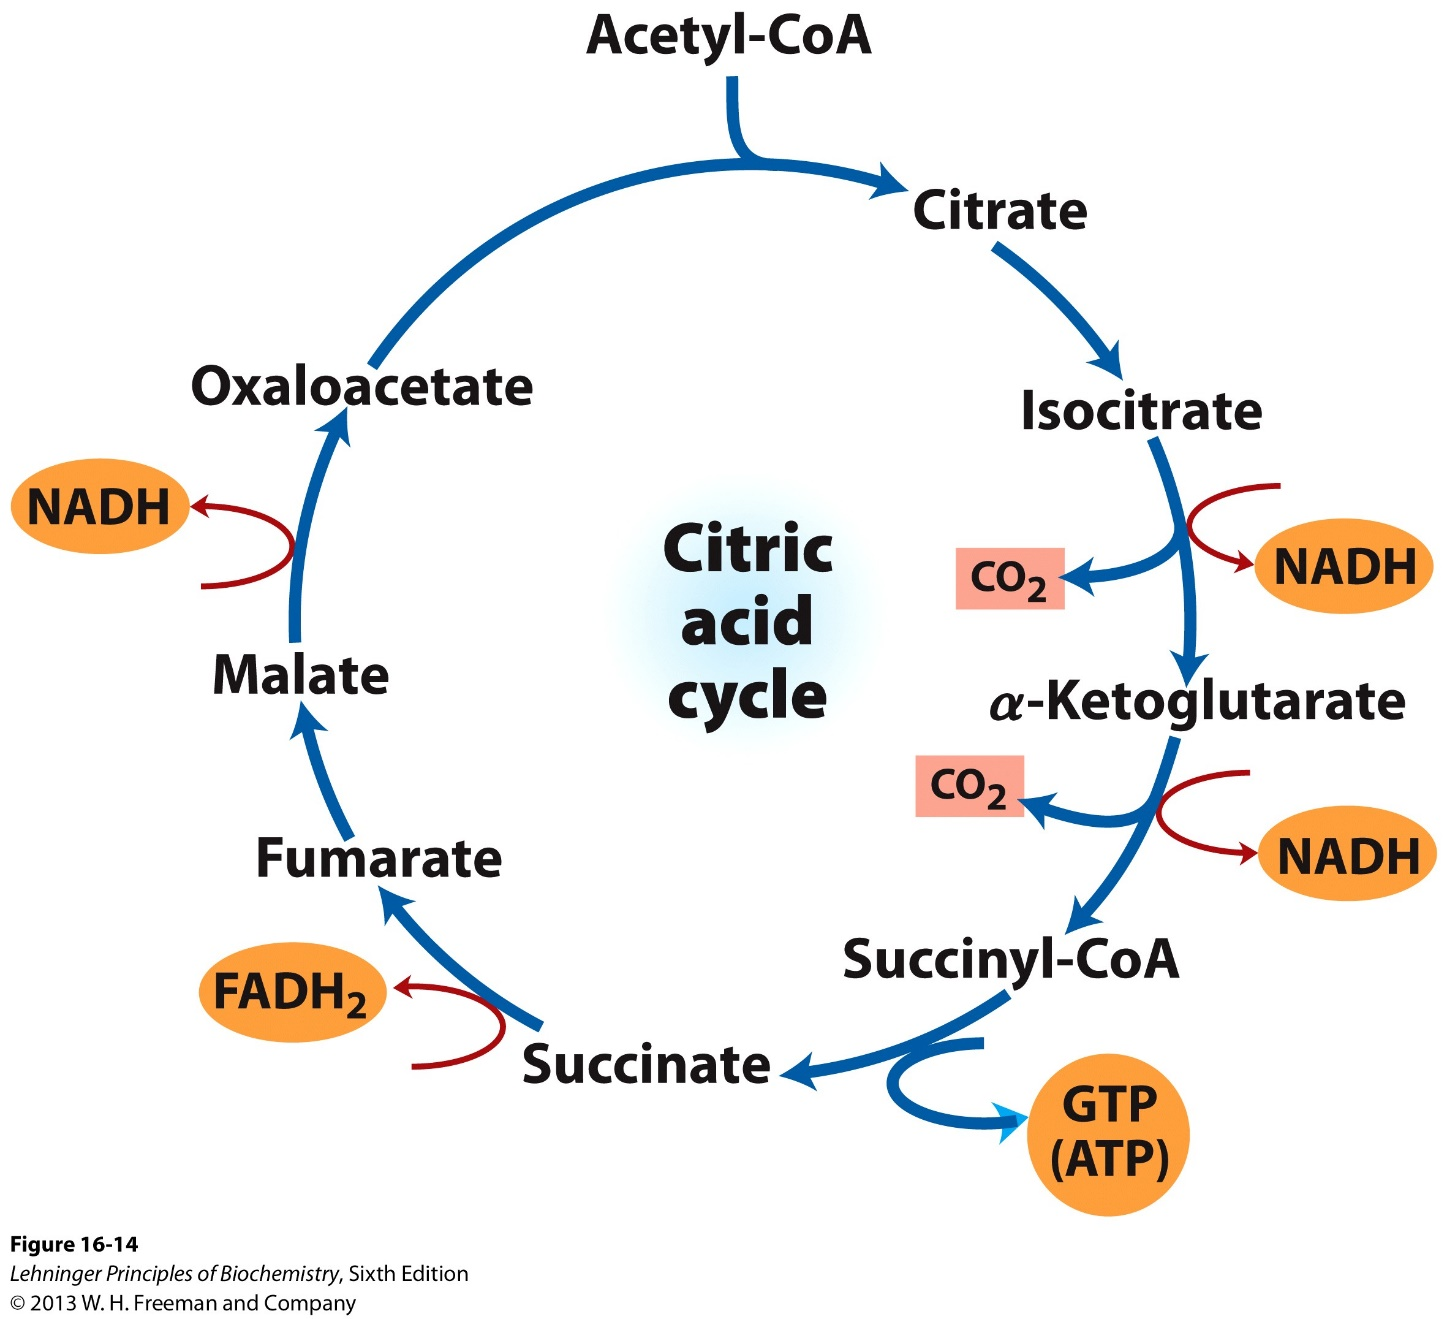 Acetyl-CoA
Citrate
Oxaloacetate
Isocitrate
NADH
Citric
acid
cycle
CO₂
NADH
Malate
α-Ketoglutarate
CO₂
Fumarate
NADH
Succinyl-CoA
FADH₂
Succinate
GTP
(ATP)
Figure 16-14
Lehninger Principles of Biochemistry, Sixth Edition
© 2013 W. H. Freeman and Company